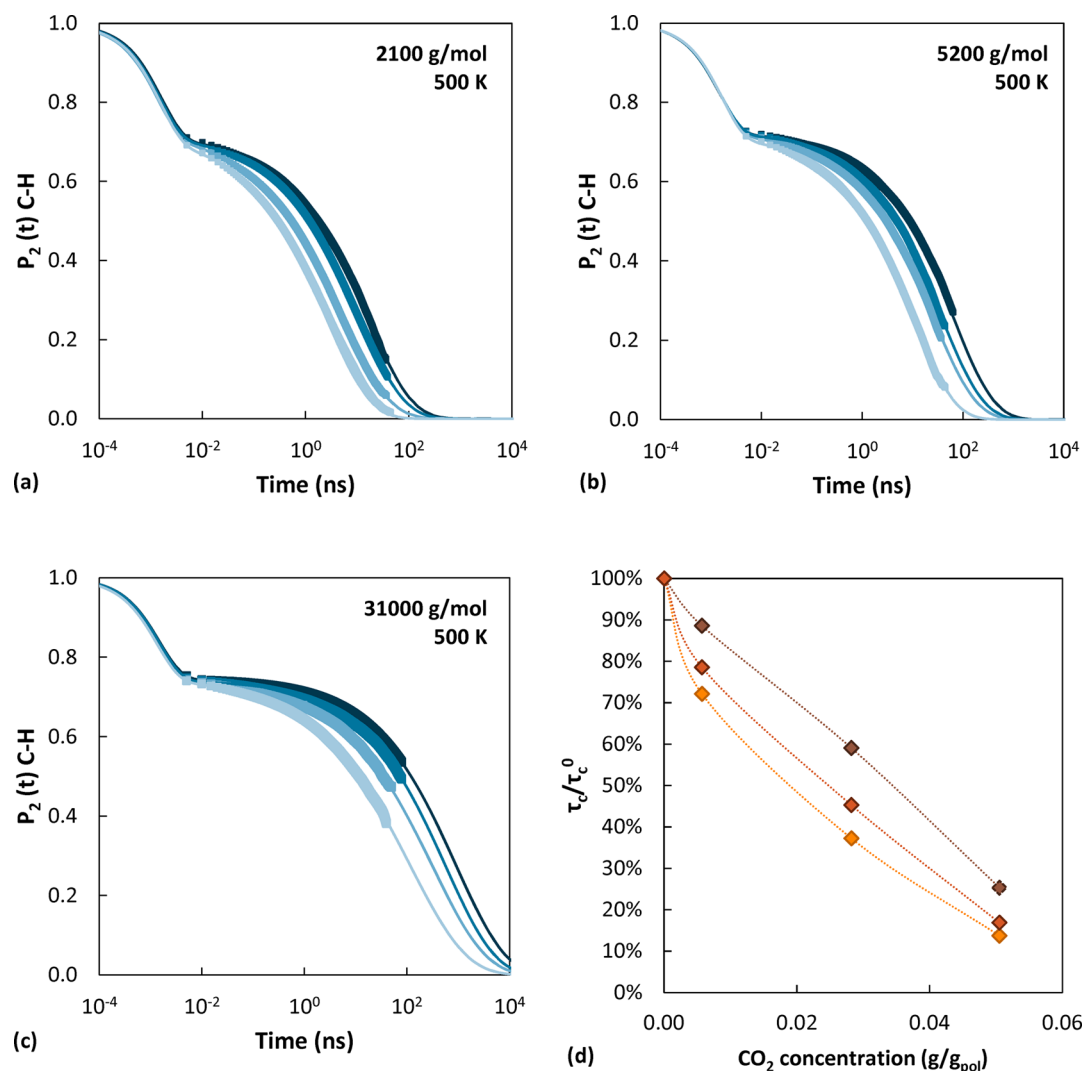 1.0
0.8
0.6
0.4
0.2
0.0
P₂ (t) C-H
2100 g/mol
500 K
10⁻⁴ 10⁻² 10⁰ 10² 10⁴
Time (ns)
(a)
1.0
0.8
0.6
0.4
0.2
0.0
P₂ (t) C-H
5200 g/mol
500 K
10⁻⁴ 10⁻² 10⁰ 10² 10⁴
Time (ns)
(b)
1.0
0.8
0.6
0.4
0.2
0.0
P₂ (t) C-H
31000 g/mol
500 K
10⁻⁴ 10⁻² 10⁰ 10² 10⁴
Time (ns)
(c)
100%
90%
80%
70%
60%
50%
40%
30%
20%
10%
0%
τc/τc⁰
0.00 0.02 0.04 0.06
CO₂ concentration (g/gpol)
(d)